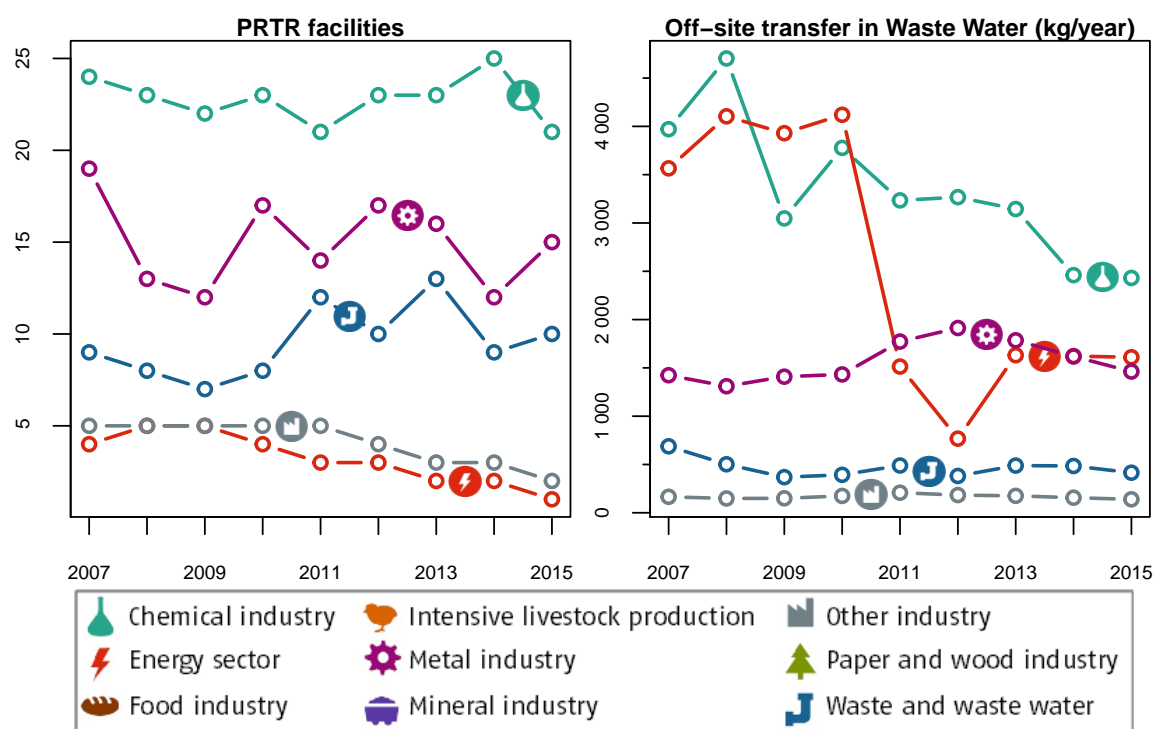 PRTR facilities
25
20
15
10
5
2007 2009 2011 2013 2015
Off−site transfer in Waste Water (kg/year)
4 000
3 000
2 000
1 000
0
2007 2009 2011 2013 2015
Chemical industry Intensive livestock production Other industry
Energy sector Metal industry Paper and wood industry
Food industry Mineral industry Waste and waste water